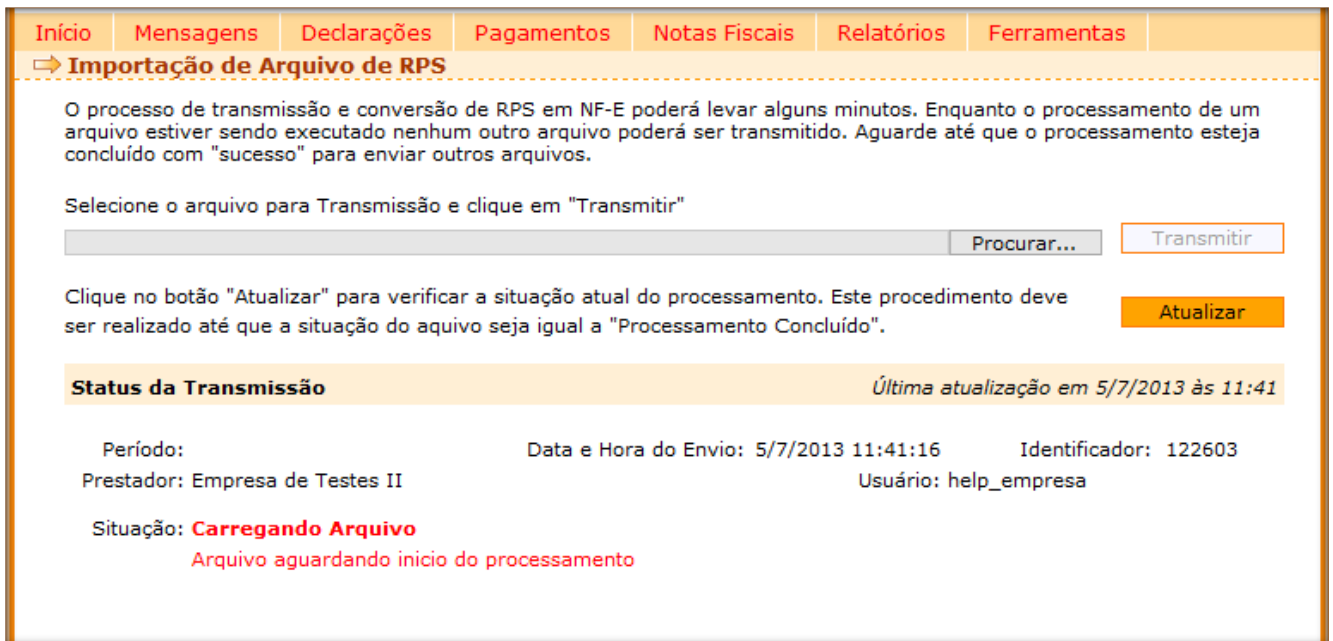 Início Mensagens Declarações Pagamentos Notas Fiscais Relatórios Ferramentas
Importação de Arquivo de RPS
O processo de transmissão e conversão de RPS em NF-E poderá levar alguns minutos. Enquanto o processamento de um
arquivo estiver sendo executado nenhum outro arquivo poderá ser transmitido. Aguarde até que o processamento esteja
concluído com "sucesso" para enviar outros arquivos.
Selecione o arquivo para Transmissão e clique em "Transmitir"
Procurar... Transmitir
Clique no botão "Atualizar" para verificar a situação atual do processamento. Este procedimento deve
ser realizado até que a situação do aquivo seja igual a "Processamento Concluído".
Atualizar
Status da Transmissão Última atualização em 5/7/2013 às 11:41
Período: Data e Hora do Envio: 5/7/2013 11:41:16 Identificador: 122603
Prestador: Empresa de Testes II Usuário: help_empresa
Situação: Carregando Arquivo
Arquivo aguardando inicio do processamento